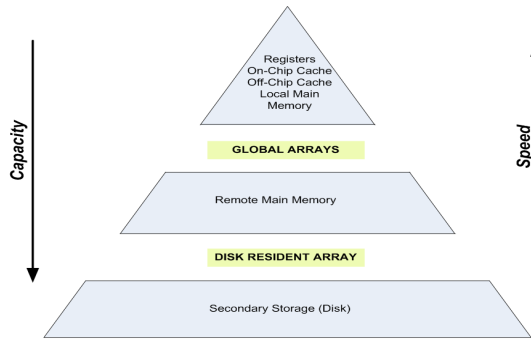 Registers
On-Chip Cache
Off-Chip Cache
Local Main
Memory
Capacity
Speed
GLOBAL ARRAYS
Remote Main Memory
DISK RESIDENT ARRAY
Secondary Storage (Disk)